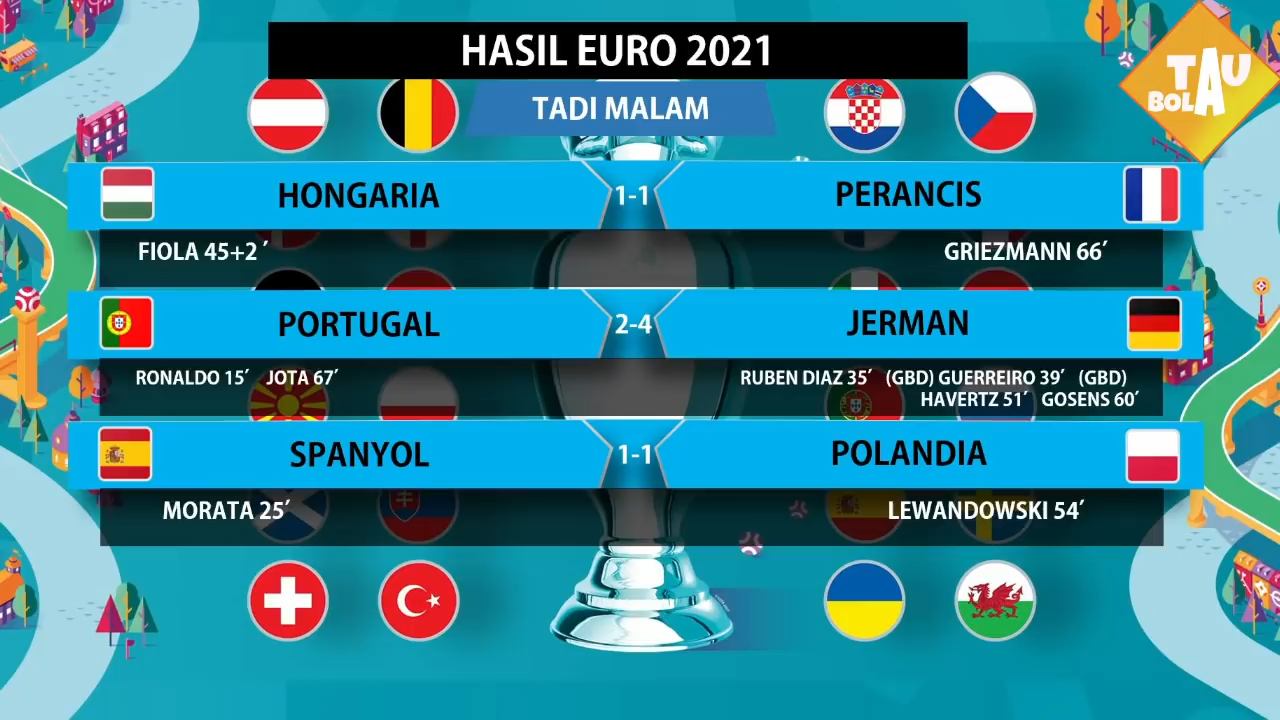 HASIL EURO 2021
TAU
BOLA
TADI MALAM
HONGARIA 1-1 PERANCIS
FIOLA 45+2 ′ GRIEZMANN 66′
PORTUGAL 2-4 JERMAN
RONALDO 15′ JOTA 67′ RUBEN DIAZ 35′ (GBD) GUERREIRO 39′ (GBD)
HAVERTZ 51′ GOSENS 60′
SPANYOL 1-1 POLANDIA
MORATA 25′ LEWANDOWSKI 54′